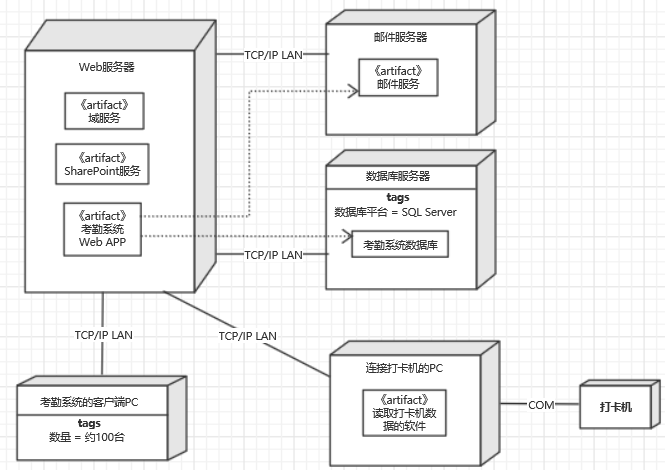 Web服务器
《artifact》
域服务
《artifact》
SharePoint服务
《artifact》
考勤系统
Web APP
TCP/IP LAN
邮件服务器
《artifact》
邮件服务
数据库服务器
tags
数据库平台 = SQL Server
考勤系统数据库
TCP/IP LAN
TCP/IP LAN
TCP/IP LAN
考勤系统的客户端PC
tags
数量 = 约100台
连接打卡机的PC
《artifact》
读取打卡机数
据的软件
COM
打卡机